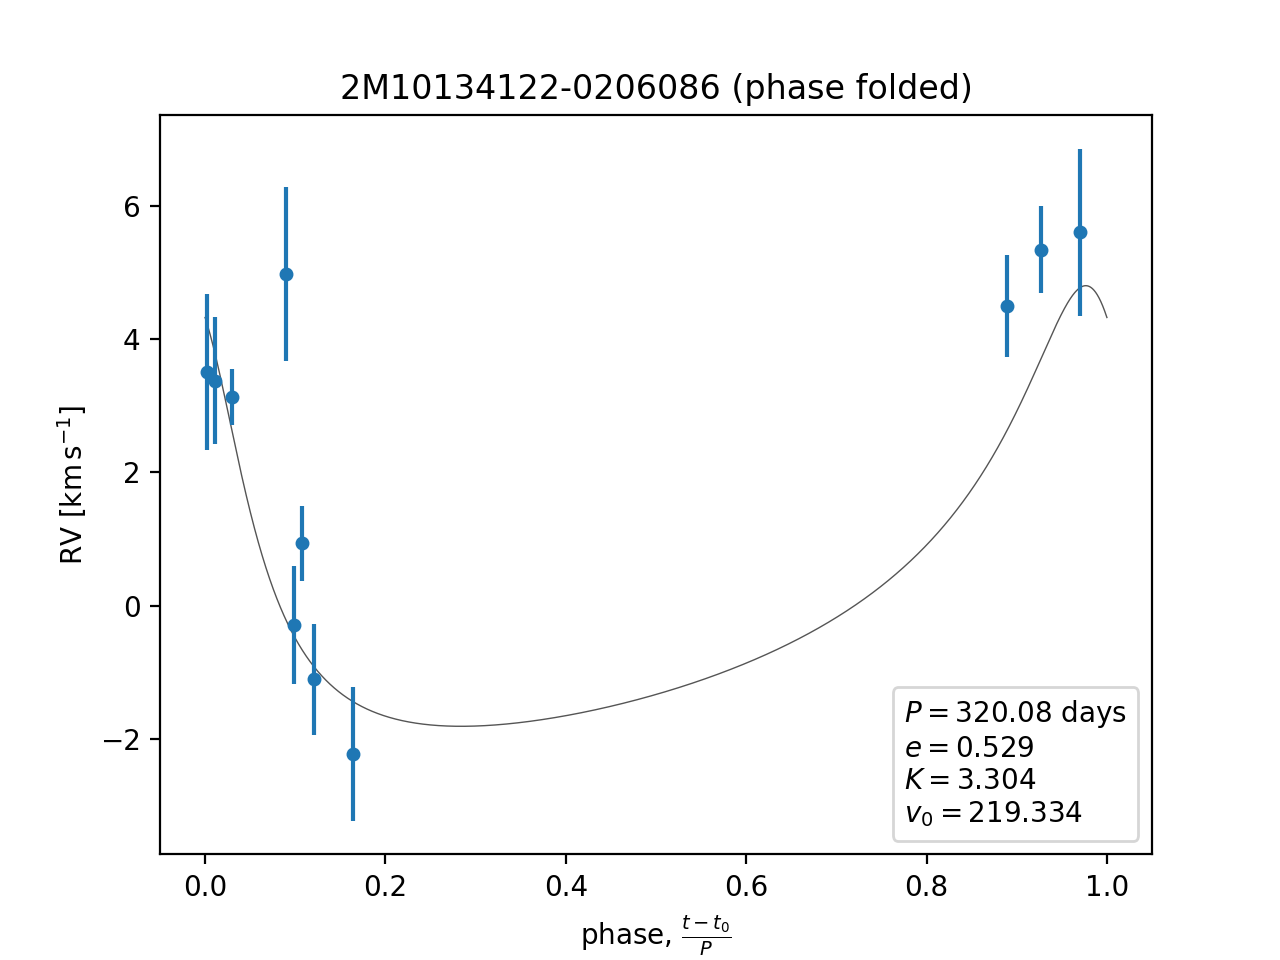 2M10134122-0206086 (phase folded)
RV [km s⁻¹]
6
4
2
0
−2
P = 320.08 days
e = 0.529
K = 3.304
v₀ = 219.334
0.0 0.2 0.4 0.6 0.8 1.0
phase, (t − t₀)/P